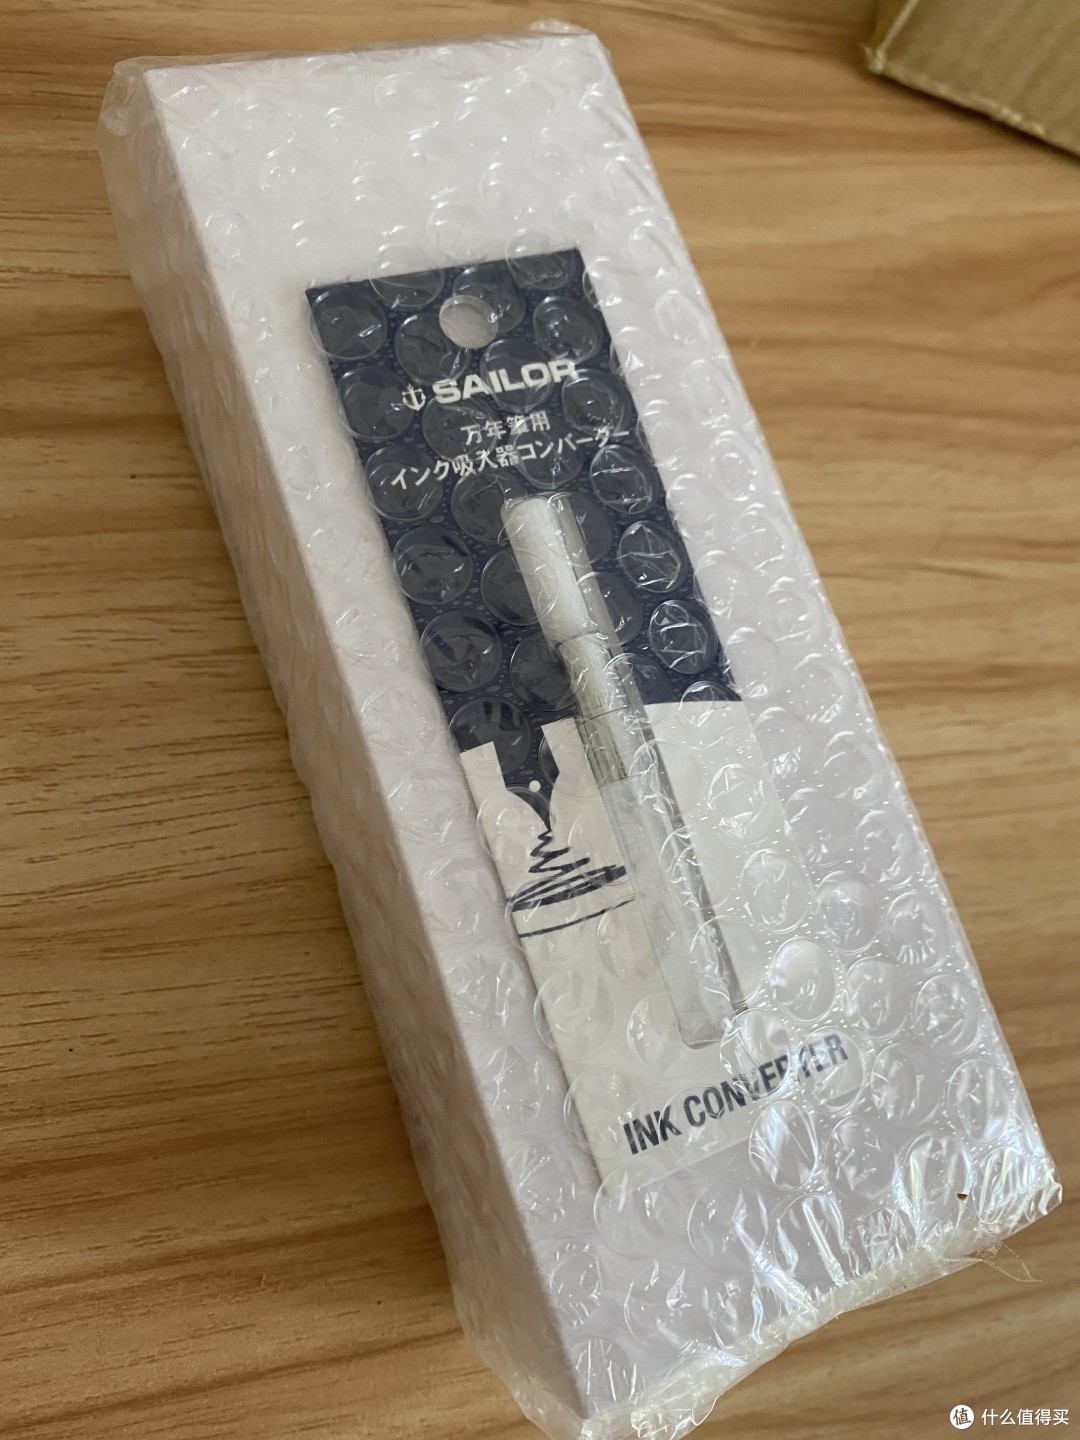 SAILOR
万年筆用
インク吸入器コンバーター
INK CONVERTER
值 什么值得买